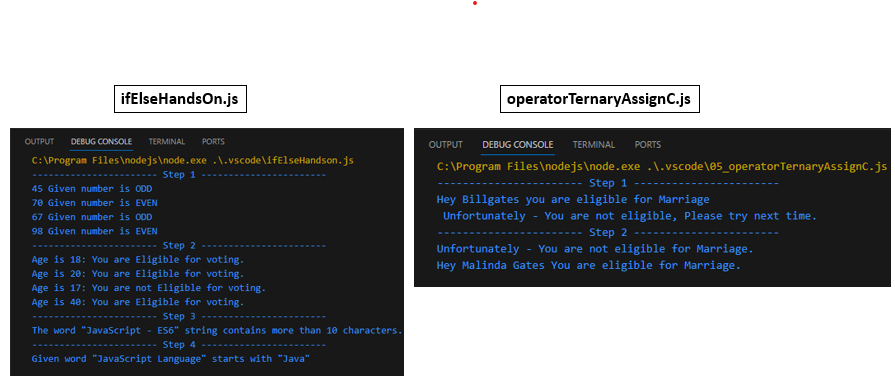 ifElseHandsOn.js
OUTPUT DEBUG CONSOLE TERMINAL PORTS
C:\Program Files\nodejs\node.exe .\.vscode\ifElseHandson.js
----------------------- Step 1 -----------------------
45 Given number is ODD
70 Given number is EVEN
67 Given number is ODD
98 Given number is EVEN
----------------------- Step 2 -----------------------
Age is 18: You are Eligible for voting.
Age is 20: You are Eligible for voting.
Age is 17: You are not Eligible for voting.
Age is 40: You are Eligible for voting.
----------------------- Step 3 -----------------------
The word "JavaScript - ES6" string contains more than 10 characters.
----------------------- Step 4 -----------------------
Given word "JavaScript Language" starts with "Java"
operatorTernaryAssignC.js
OUTPUT DEBUG CONSOLE TERMINAL PORTS
C:\Program Files\nodejs\node.exe .\.vscode\05_operatorTernaryAssignC.js
----------------------- Step 1 -----------------------
Hey Billgates you are eligible for Marriage
Unfortunately - You are not eligible, Please try next time.
----------------------- Step 2 -----------------------
Unfortunately - You are not eligible for Marriage.
Hey Malinda Gates You are eligible for Marriage.